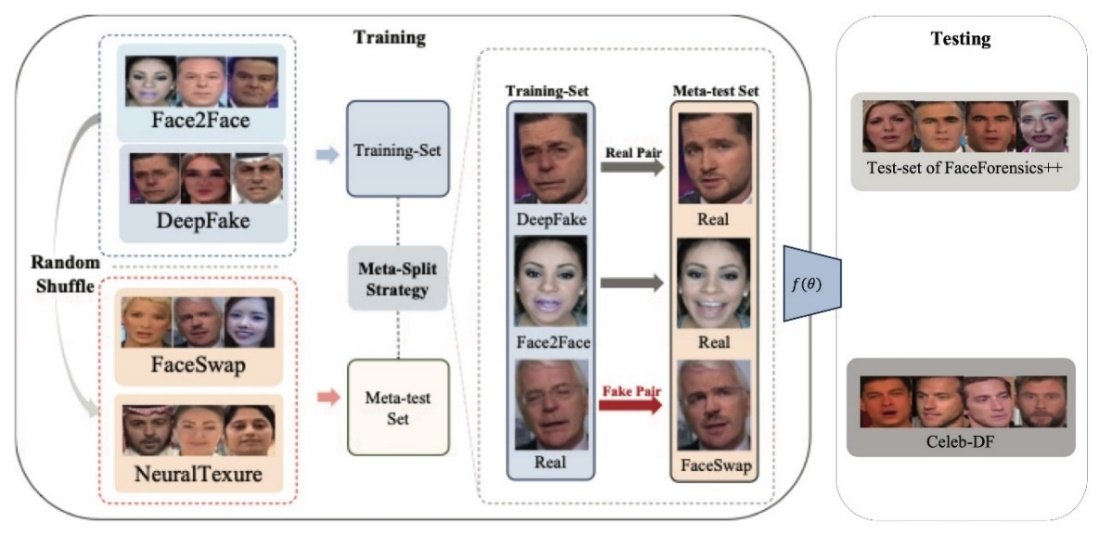 Training
Face2Face
DeepFake
Random
Shuffle
FaceSwap
NeuralTexure
Training-Set
Meta-Split
Strategy
Meta-test
Set
Training-Set
Meta-test Set
Real Pair
DeepFake
Real
Face2Face
Real
Fake Pair
Real
FaceSwap
f(θ)
Testing
Test-set of FaceForensics++
Celeb-DF